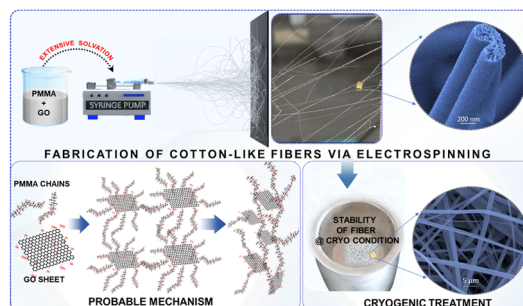 EXTENSIVE SOLVATION
PMMA
+
GO
SYRINGE PUMP
200 nm
FABRICATION OF COTTON-LIKE FIBERS VIA ELECTROSPINNING
PMMA CHAINS
GO SHEET
PROBABLE MECHANISM
STABILITY
OF FIBER
@ CRYO CONDITION
5 µm
CRYOGENIC TREATMENT